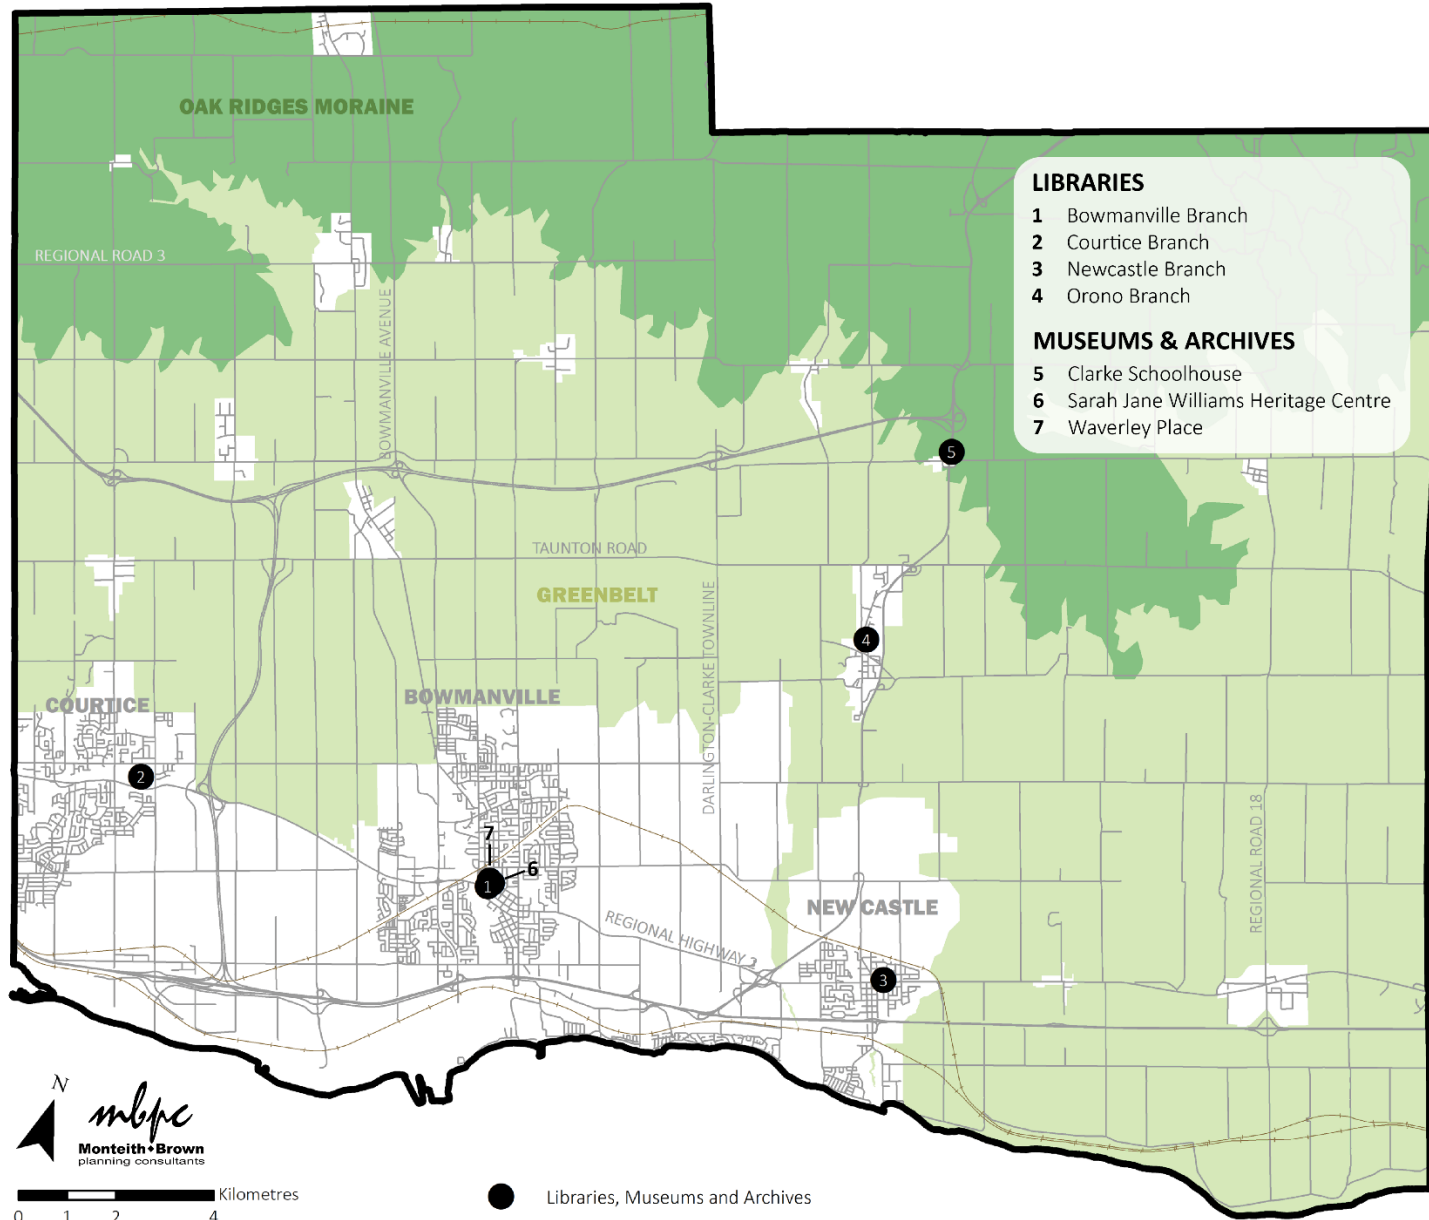 OAK RIDGES MORAINE
LIBRARIES
1 Bowmanville Branch
2 Courtice Branch
3 Newcastle Branch
4 Orono Branch
MUSEUMS & ARCHIVES
5 Clarke Schoolhouse
6 Sarah Jane Williams Heritage Centre
7 Waverley Place
REGIONAL ROAD 3
BOWMANVILLE AVENUE
5
TAUNTON ROAD
GREENBELT
DARLINGTON-CLARKE TOWNLINE
4
COURTICE
BOWMANVILLE
2
7
6
1
REGIONAL ROAD 18
NEW CASTLE
REGIONAL HIGHWAY 3
3
N
mbpc
Monteith•Brown
planning consultants
Kilometres
0 1 2 4
Libraries, Museums and Archives